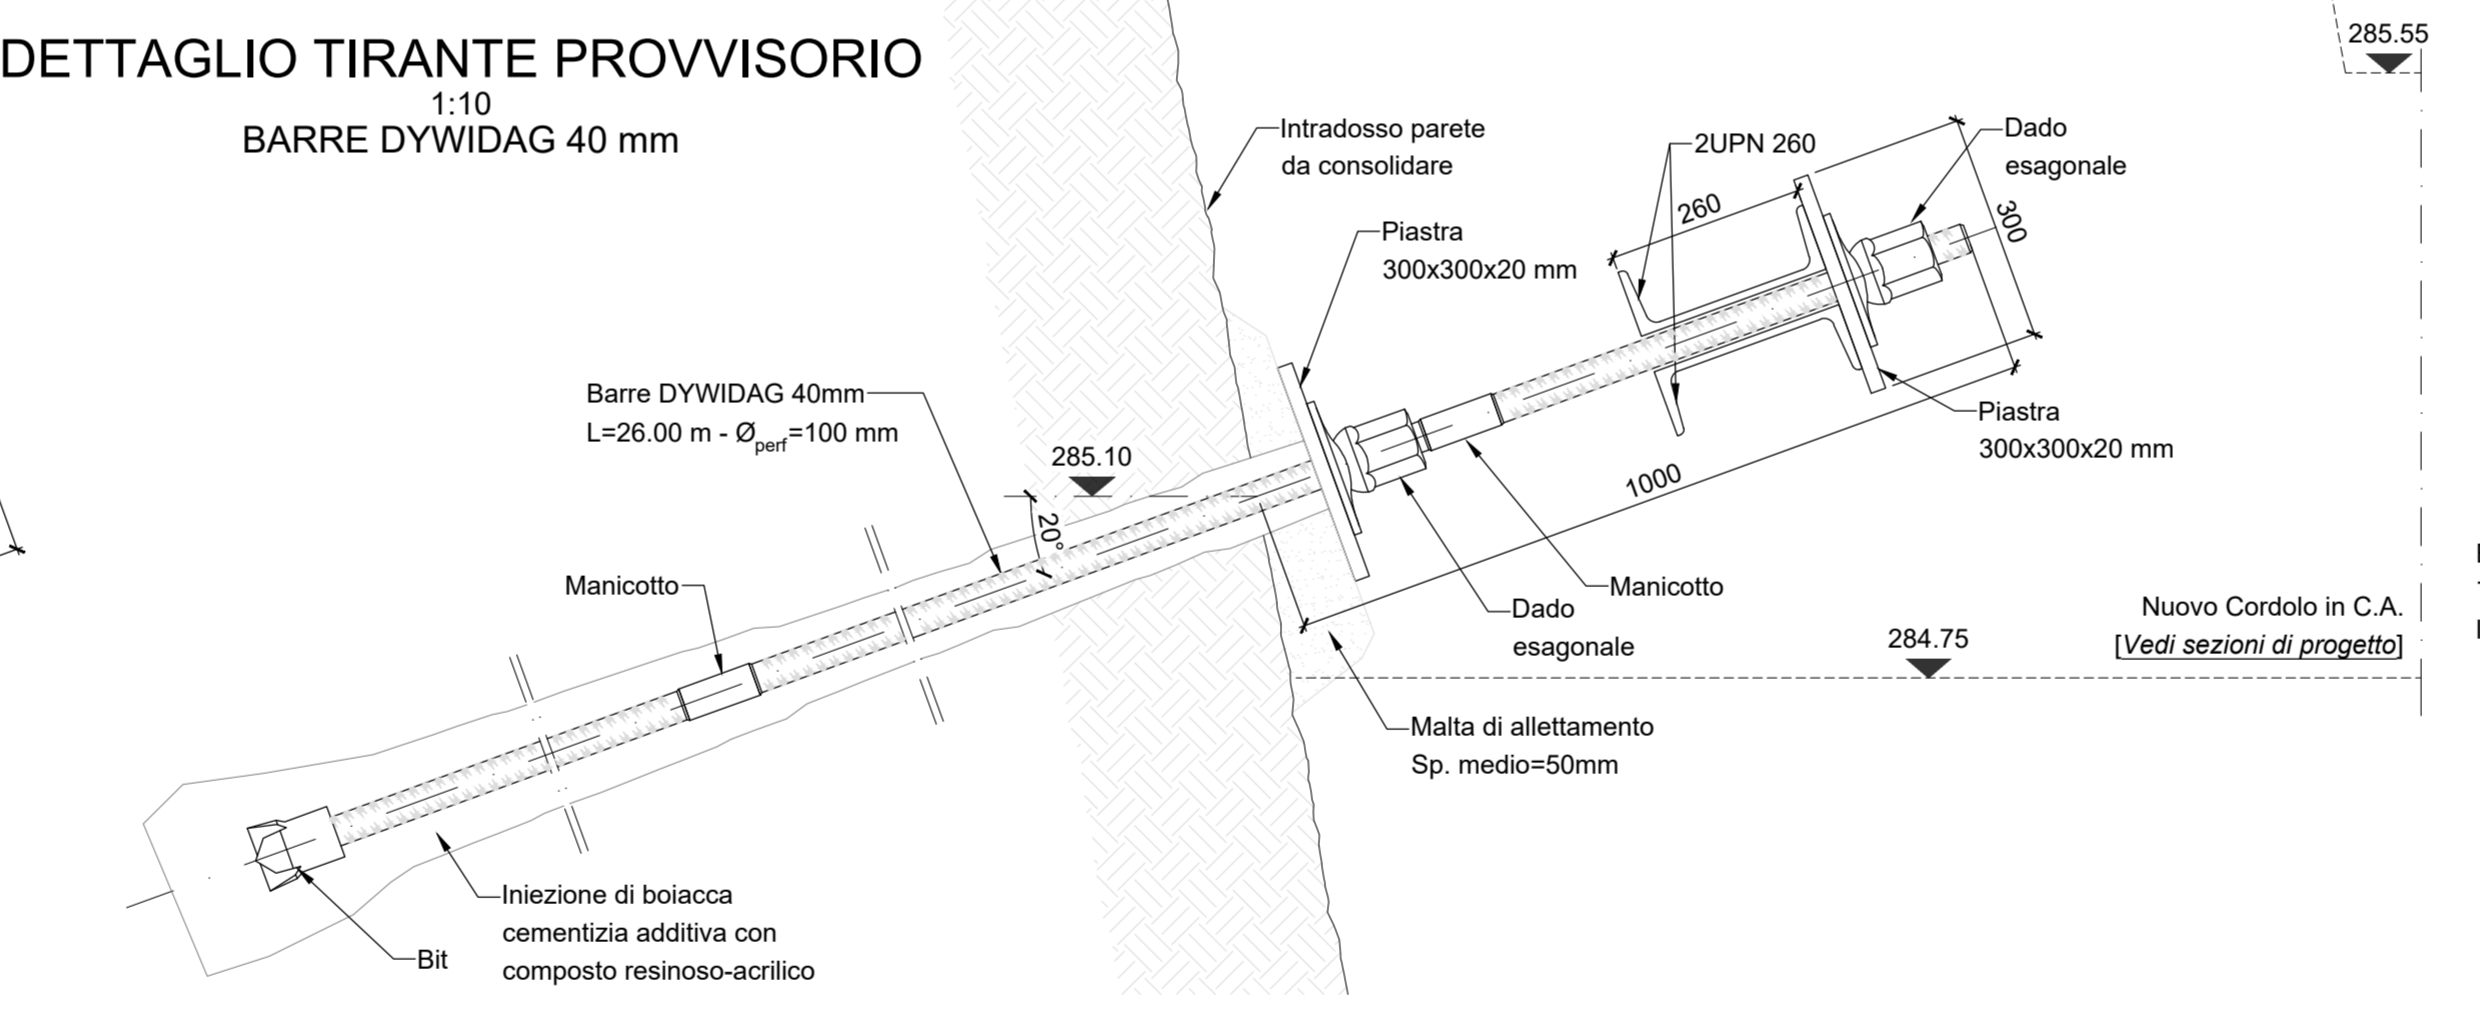 DETTAGLIO TIRANTE PROVVISORIO
1:10
BARRE DYWIDAG 40 mm
285.55
Intradosso parete
da consolidare
2UPN 260
Dado
esagonale
260
300
Piastra
300x300x20 mm
Barre DYWIDAG 40mm
L=26.00 m - Øperf=100 mm
285.10
20°
Piastra
300x300x20 mm
1000
Manicotto
Manicotto
Dado
esagonale
Nuovo Cordolo in C.A.
[Vedi sezioni di progetto]
284.75
Malta di allettamento
Sp. medio=50mm
Iniezione di boiacca
cementizia additiva con
composto resinoso-acrilico
Bit